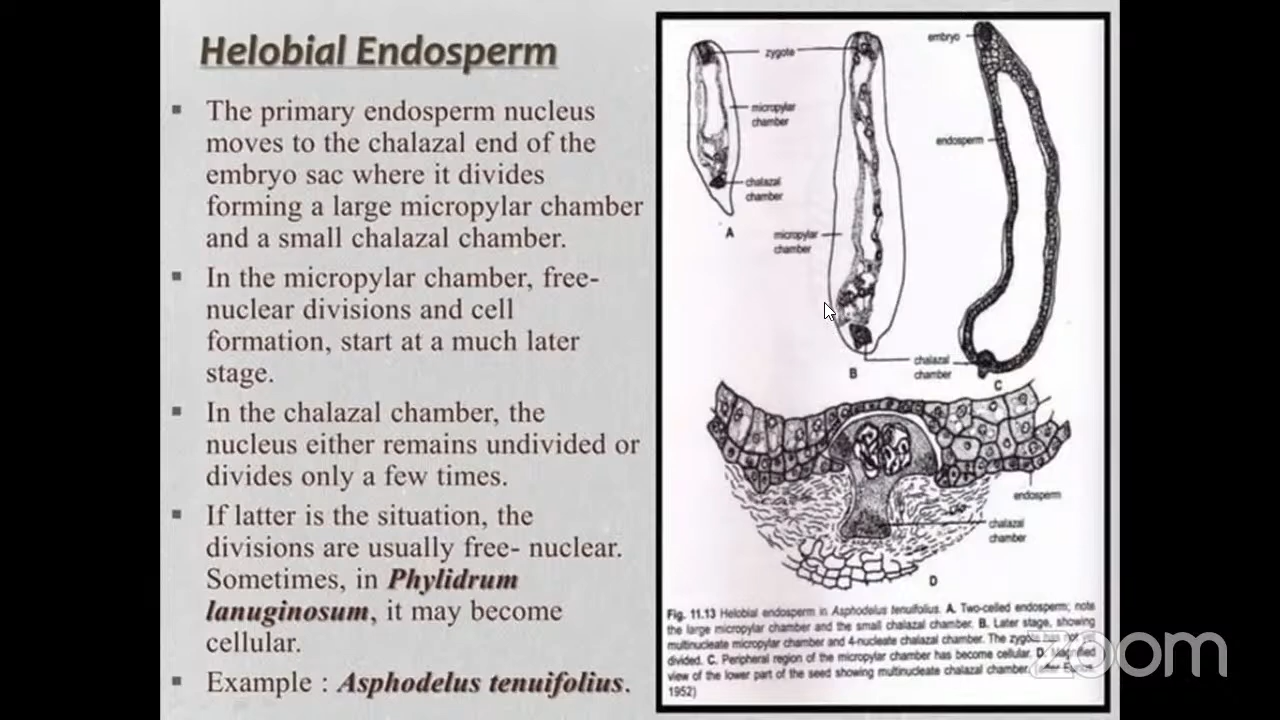 Helobial Endosperm
▪ The primary endosperm nucleus
moves to the chalazal end of the
embryo sac where it divides
forming a large micropylar chamber
and a small chalazal chamber.
▪ In the micropylar chamber, free-
nuclear divisions and cell
formation, start at a much later
stage.
▪ In the chalazal chamber, the
nucleus either remains undivided or
divides only a few times.
▪ If latter is the situation, the
divisions are usually free- nuclear.
Sometimes, in Phylidrum
lanuginosum, it may become
cellular.
▪ Example : Asphodelus tenuifolius.
zygote
embryo
micropylar
chamber
endosperm
chalazal
chamber
A
micropylar
chamber
chalazal
chamber
B
C
endosperm
chalazal
chamber
D
Fig. 11.13 Helobial endosperm in Asphodelus tenuifolius. A. Two-celled endosperm; note
the large micropylar chamber and the small chalazal chamber. B. Later stage, showing
multinucleate micropylar chamber and 4-nucleate chalazal chamber. The zygote has not
divided. C. Peripheral region of the micropylar chamber has become cellular. D. Magnified
view of the lower part of the seed showing multinucleate chalazal chamber.
1952)
zoom